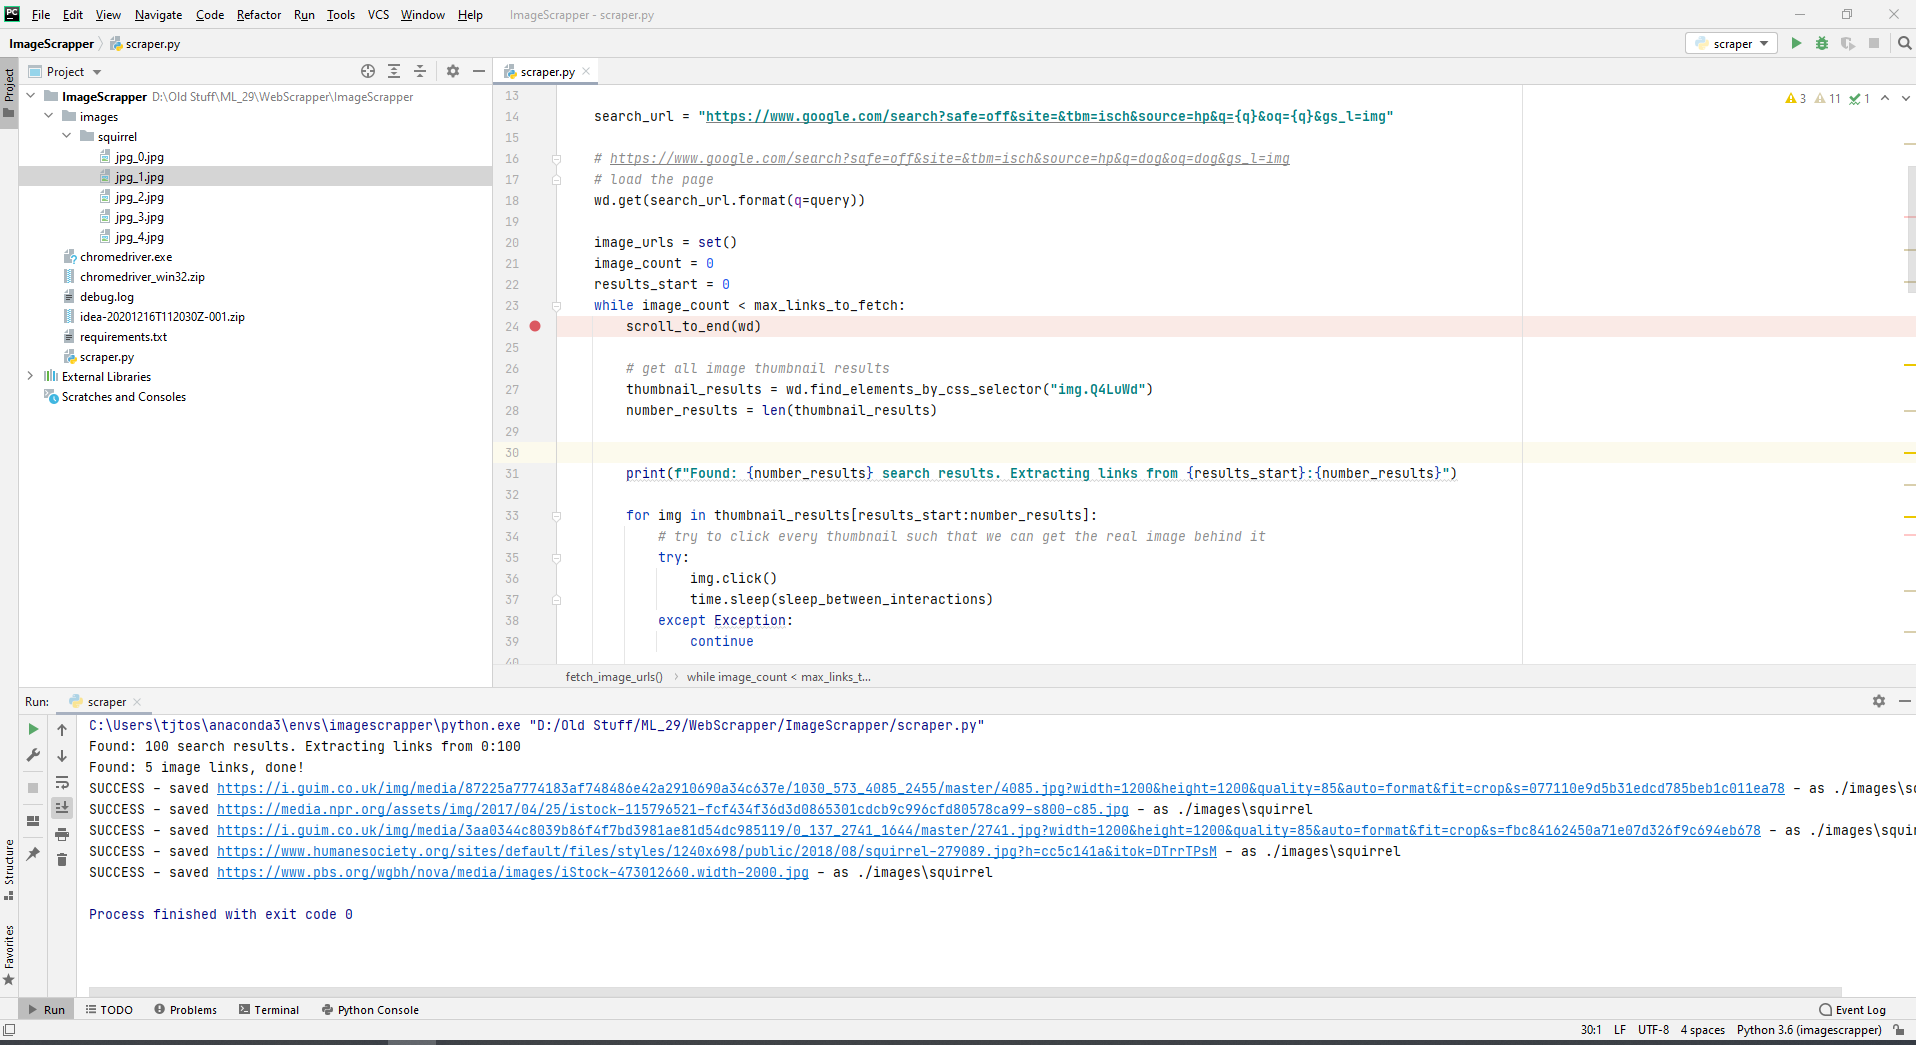 File Edit View Navigate Code Refactor Run Tools VCS Window Help ImageScrapper - scraper.py
ImageScrapper scraper.py
scraper
Project
Project
ImageScrapper D:\Old Stuff\ML_29\WebScrapper\ImageScrapper
images
squirrel
jpg_0.jpg
jpg_1.jpg
jpg_2.jpg
jpg_3.jpg
jpg_4.jpg
chromedriver.exe
chromedriver_win32.zip
debug.log
idea-20201216T112030Z-001.zip
requirements.txt
scraper.py
External Libraries
Scratches and Consoles
scraper.py
3 11 1
13
14 search_url = "https://www.google.com/search?safe=off&site=&tbm=isch&source=hp&q={q}&oq={q}&gs_l=img"
15
16 # https://www.google.com/search?safe=off&site=&tbm=isch&source=hp&q=dog&oq=dog&gs_l=img
17 # load the page
18 wd.get(search_url.format(q=query))
19
20 image_urls = set()
21 image_count = 0
22 results_start = 0
23 while image_count < max_links_to_fetch:
24 scroll_to_end(wd)
25
26 # get all image thumbnail results
27 thumbnail_results = wd.find_elements_by_css_selector("img.Q4LuWd")
28 number_results = len(thumbnail_results)
29
30
31 print(f"Found: {number_results} search results. Extracting links from {results_start}:{number_results}")
32
33 for img in thumbnail_results[results_start:number_results]:
34 # try to click every thumbnail such that we can get the real image behind it
35 try:
36 img.click()
37 time.sleep(sleep_between_interactions)
38 except Exception:
39 continue
40
fetch_image_urls() while image_count < max_links_t...
Run: scraper
C:\Users\tjtos\anaconda3\envs\imagescrapper\python.exe "D:/Old Stuff/ML_29/WebScrapper/ImageScrapper/scraper.py"
Found: 100 search results. Extracting links from 0:100
Found: 5 image links, done!
SUCCESS - saved https://i.guim.co.uk/img/media/87225a7774183af748486e42a2910690a34c637e/1030_573_4085_2455/master/4085.jpg?width=1200&height=1200&quality=85&auto=format&fit=crop&s=077110e9d5b31edcd785beb1c011ea78 - as ./images\sq
SUCCESS - saved https://media.npr.org/assets/img/2017/04/25/istock-115796521-fcf434f36d3d0865301cdcb9c996cfd80578ca99-s800-c85.jpg - as ./images\squirrel
SUCCESS - saved https://i.guim.co.uk/img/media/3aa0344c8039b86f4f7bd3981ae81d54dc985119/0_137_2741_1644/master/2741.jpg?width=1200&height=1200&quality=85&auto=format&fit=crop&s=fbc84162450a71e07d326f9c694eb678 - as ./images\squi
SUCCESS - saved https://www.humanesociety.org/sites/default/files/styles/1240x698/public/2018/08/squirrel-279089.jpg?h=cc5c141a&itok=DTrrTPsM - as ./images\squirrel
SUCCESS - saved https://www.pbs.org/wgbh/nova/media/images/iStock-473012660.width-2000.jpg - as ./images\squirrel
Process finished with exit code 0
Structure
Favorites
Run TODO Problems Terminal Python Console Event Log
30:1 LF UTF-8 4 spaces Python 3.6 (imagescrapper)